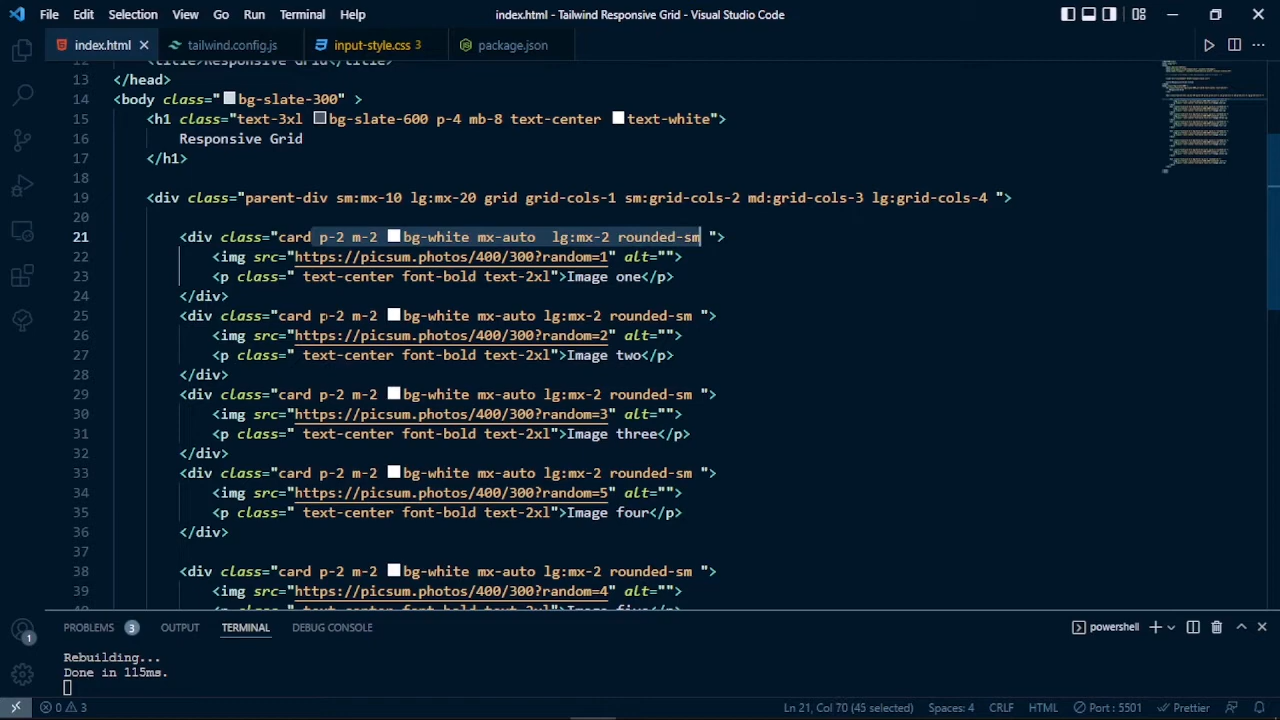 File Edit Selection View Go Run Terminal Help
index.html - Tailwind Responsive Grid - Visual Studio Code
index.html tailwind.config.js input-style.css 3 package.json
12 <title>Responsive Grid</title>
13 </head>
14 <body class="bg-slate-300" >
15 <h1 class="text-3xl bg-slate-600 p-4 mb-8 text-center text-white">
16 Responsive Grid
17 </h1>
18
19 <div class="parent-div sm:mx-10 lg:mx-20 grid grid-cols-1 sm:grid-cols-2 md:grid-cols-3 lg:grid-cols-4 ">
20
21 <div class="card p-2 m-2 bg-white mx-auto  lg:mx-2 rounded-sm ">
22 <img src="https://picsum.photos/400/300?random=1" alt="">
23 <p class=" text-center font-bold text-2xl">Image one</p>
24 </div>
25 <div class="card p-2 m-2 bg-white mx-auto lg:mx-2 rounded-sm ">
26 <img src="https://picsum.photos/400/300?random=2" alt="">
27 <p class=" text-center font-bold text-2xl">Image two</p>
28 </div>
29 <div class="card p-2 m-2 bg-white mx-auto lg:mx-2 rounded-sm ">
30 <img src="https://picsum.photos/400/300?random=3" alt="">
31 <p class=" text-center font-bold text-2xl">Image three</p>
32 </div>
33 <div class="card p-2 m-2 bg-white mx-auto lg:mx-2 rounded-sm ">
34 <img src="https://picsum.photos/400/300?random=5" alt="">
35 <p class=" text-center font-bold text-2xl">Image four</p>
36 </div>
37
38 <div class="card p-2 m-2 bg-white mx-auto lg:mx-2 rounded-sm ">
39 <img src="https://picsum.photos/400/300?random=4" alt="">
40 <p class=" text-center font-bold text-2xl">Image five</p>
PROBLEMS 3 OUTPUT TERMINAL DEBUG CONSOLE
powershell
Rebuilding...
Done in 115ms.
1
0 3
Ln 21, Col 70 (45 selected) Spaces: 4 CRLF HTML Port : 5501 Prettier